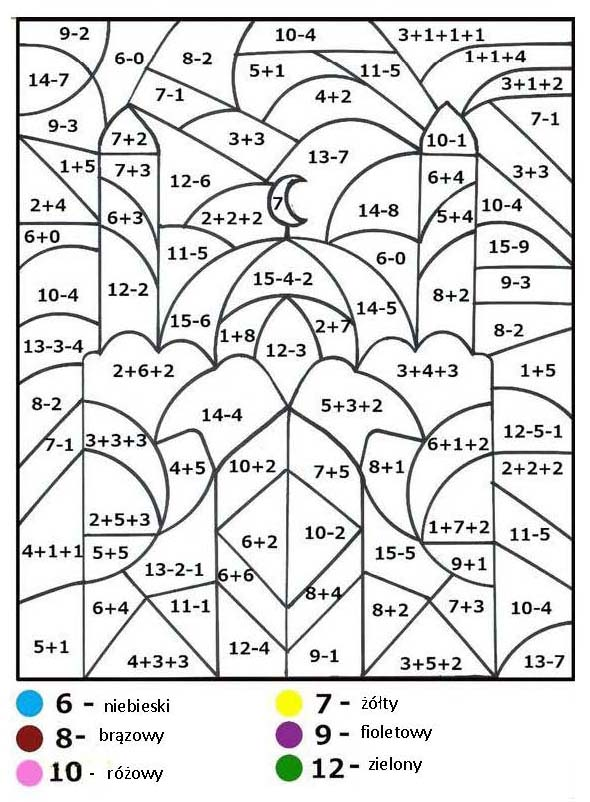 9-2 10-4 3+1+1+1
6-0 8-2 1+1+4
14-7 5+1 11-5 3+1+2
7-1 4+2 7-1
9-3 7+2 3+3 10-1
1+5 7+3 12-6 13-7 6+4 3+3
2+4 6+3 2+2+2 7 14-8 5+4 10-4
6+0 11-5 6-0 15-9
10-4 12-2 15-4-2 14-5 8+2 9-3
15-6 1+8 2+7 8-2
13-3-4 12-3
2+6+2 3+4+3 1+5
8-2 14-4 5+3+2
7-1 3+3+3 6+1+2 12-5-1
4+5 10+2 7+5 8+1 2+2+2
2+5+3 6+2 10-2 1+7+2 11-5
4+1+1 5+5 15-5 9+1
13-2-1 6+6
6+4 11-1 8+4 8+2 7+3 10-4
5+1 4+3+3 12-4 9-1 3+5+2 13-7
6 - niebieski 7 - żółty
8- brązowy 9 - fioletowy
10 - różowy 12- zielony